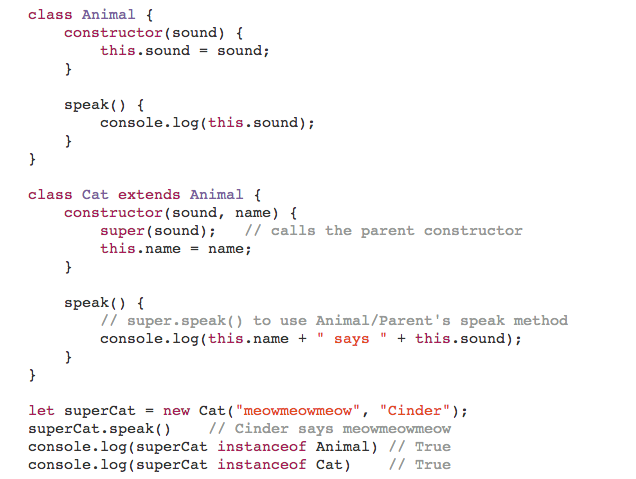 class Animal {
    constructor(sound) {
        this.sound = sound;
    }

    speak() {
        console.log(this.sound);
    }
}

class Cat extends Animal {
    constructor(sound, name) {
        super(sound);   // calls the parent constructor
        this.name = name;
    }

    speak() {
        // super.speak() to use Animal/Parent's speak method
        console.log(this.name + " says " + this.sound);
    }
}

let superCat = new Cat("meowmeowmeow", "Cinder");
superCat.speak()    // Cinder says meowmeowmeow
console.log(superCat instanceof Animal) // True
console.log(superCat instanceof Cat)    // True